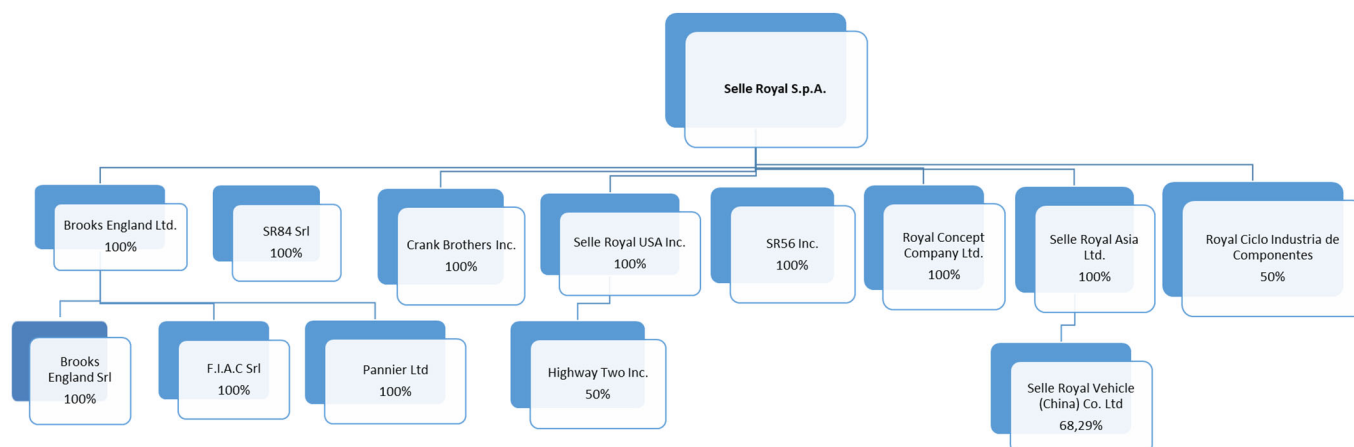 Selle Royal S.p.A.
Brooks England Ltd.
100%
SR84 Srl
100%
Crank Brothers Inc.
100%
Selle Royal USA Inc.
100%
SR56 Inc.
100%
Royal Concept
Company Ltd.
100%
Selle Royal Asia
Ltd.
100%
Royal Ciclo Industria de
Componentes
50%
Brooks
England Srl
100%
F.I.A.C Srl
100%
Pannier Ltd
100%
Highway Two Inc.
50%
Selle Royal Vehicle
(China) Co. Ltd
68,29%